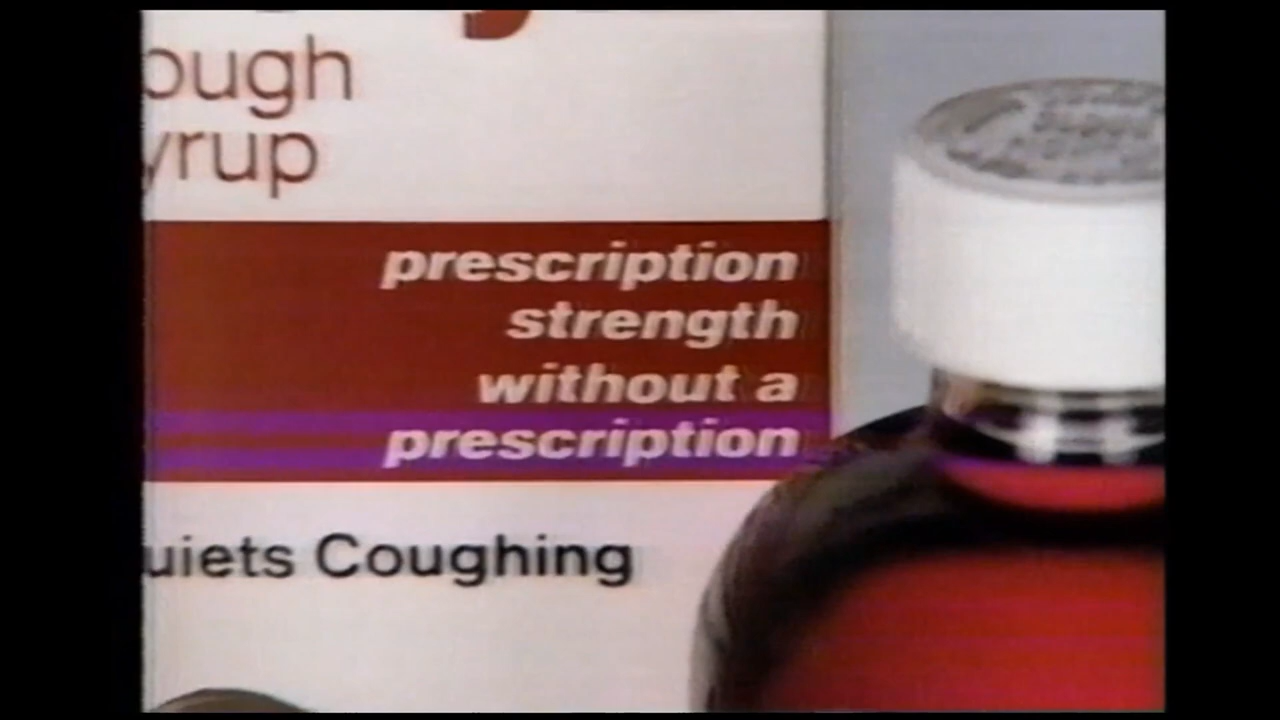 ough
yrup
prescription
strength
without a
prescription
uiets Coughing